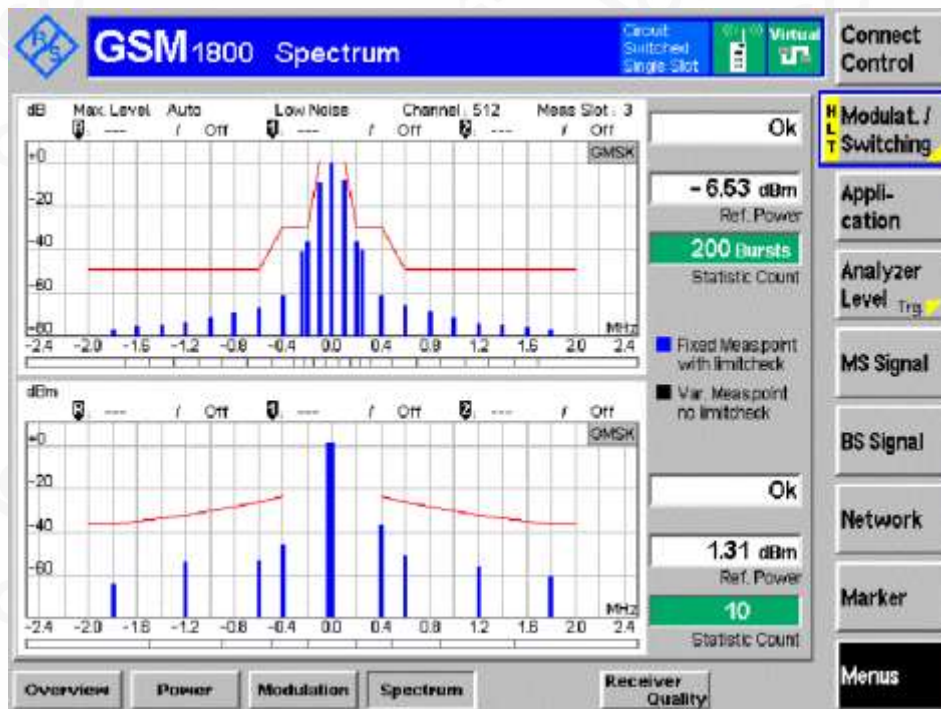 R S
GSM 1800 Spectrum
Circuit Switched Single Slot
Virtual
Connect Control
dB Max. Level Auto Low Noise Channel: 512 Meas Slot: 3
R: --- / Off 1: --- / Off 2: --- / Off
GMSK
+0
-20
-40
-60
-80
MHz
-2.4 -2.0 -1.6 -1.2 -0.8 -0.4 0.0 0.4 0.8 1.2 1.6 2.0 2.4
Ok
- 6.53 dBm
Ref. Power
200 Bursts
Statistic Count
Fixed Meas.point with limitcheck
Var. Meas.point no limitcheck
dBm
R: --- / Off 1: --- / Off 2: --- / Off
GMSK
+0
-20
-40
-60
MHz
-2.4 -2.0 -1.6 -1.2 -0.8 -0.4 0.0 0.4 0.8 1.2 1.6 2.0 2.4
Ok
1.31 dBm
Ref. Power
10
Statistic Count
H L T
Modulat. / Switching
Appli-cation
Analyzer Level Trg.
MS Signal
BS Signal
Network
Marker
Menus
Overview Power Modulation Spectrum Receiver Quality